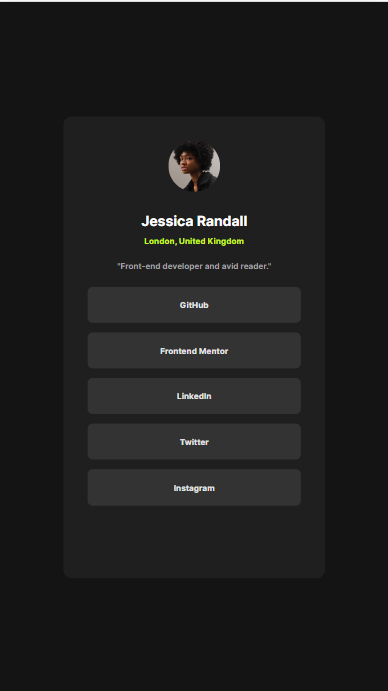 Jessica Randall
London, United Kingdom
"Front-end developer and avid reader."
GitHub
Frontend Mentor
LinkedIn
Twitter
Instagram